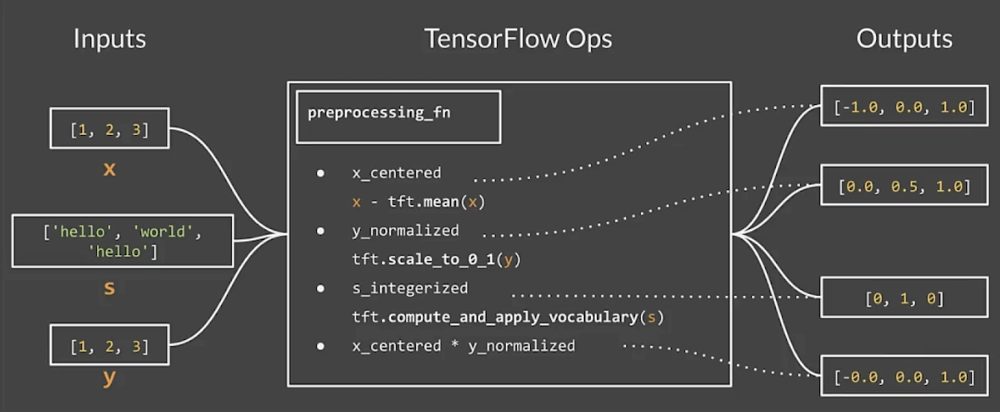 Inputs
TensorFlow Ops
Outputs
[1, 2, 3]
x
['hello', 'world',
'hello']
s
[1, 2, 3]
y
preprocessing_fn
• x_centered
x - tft.mean(x)
• y_normalized
tft.scale_to_0_1(y)
• s_integerized
tft.compute_and_apply_vocabulary(s)
• x_centered * y_normalized
[-1.0, 0.0, 1.0]
[0.0, 0.5, 1.0]
[0, 1, 0]
[-0.0, 0.0, 1.0]